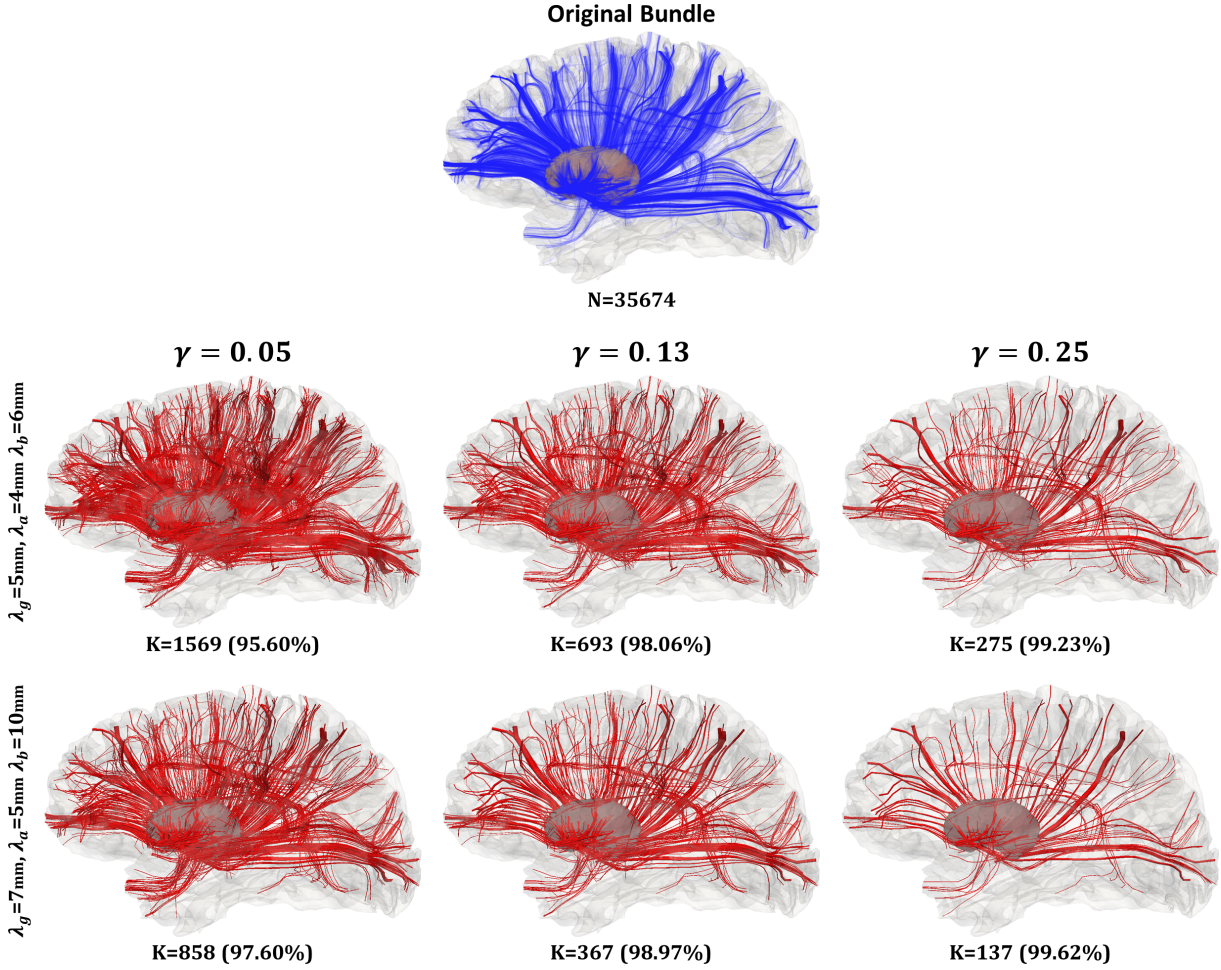 Original Bundle
N=35674
γ = 0.05
γ = 0.13
γ = 0.25
λg=5mm, λa=4mm λb=6mm
K=1569 (95.60%)
K=693 (98.06%)
K=275 (99.23%)
λg=7mm, λa=5mm λb=10mm
K=858 (97.60%)
K=367 (98.97%)
K=137 (99.62%)